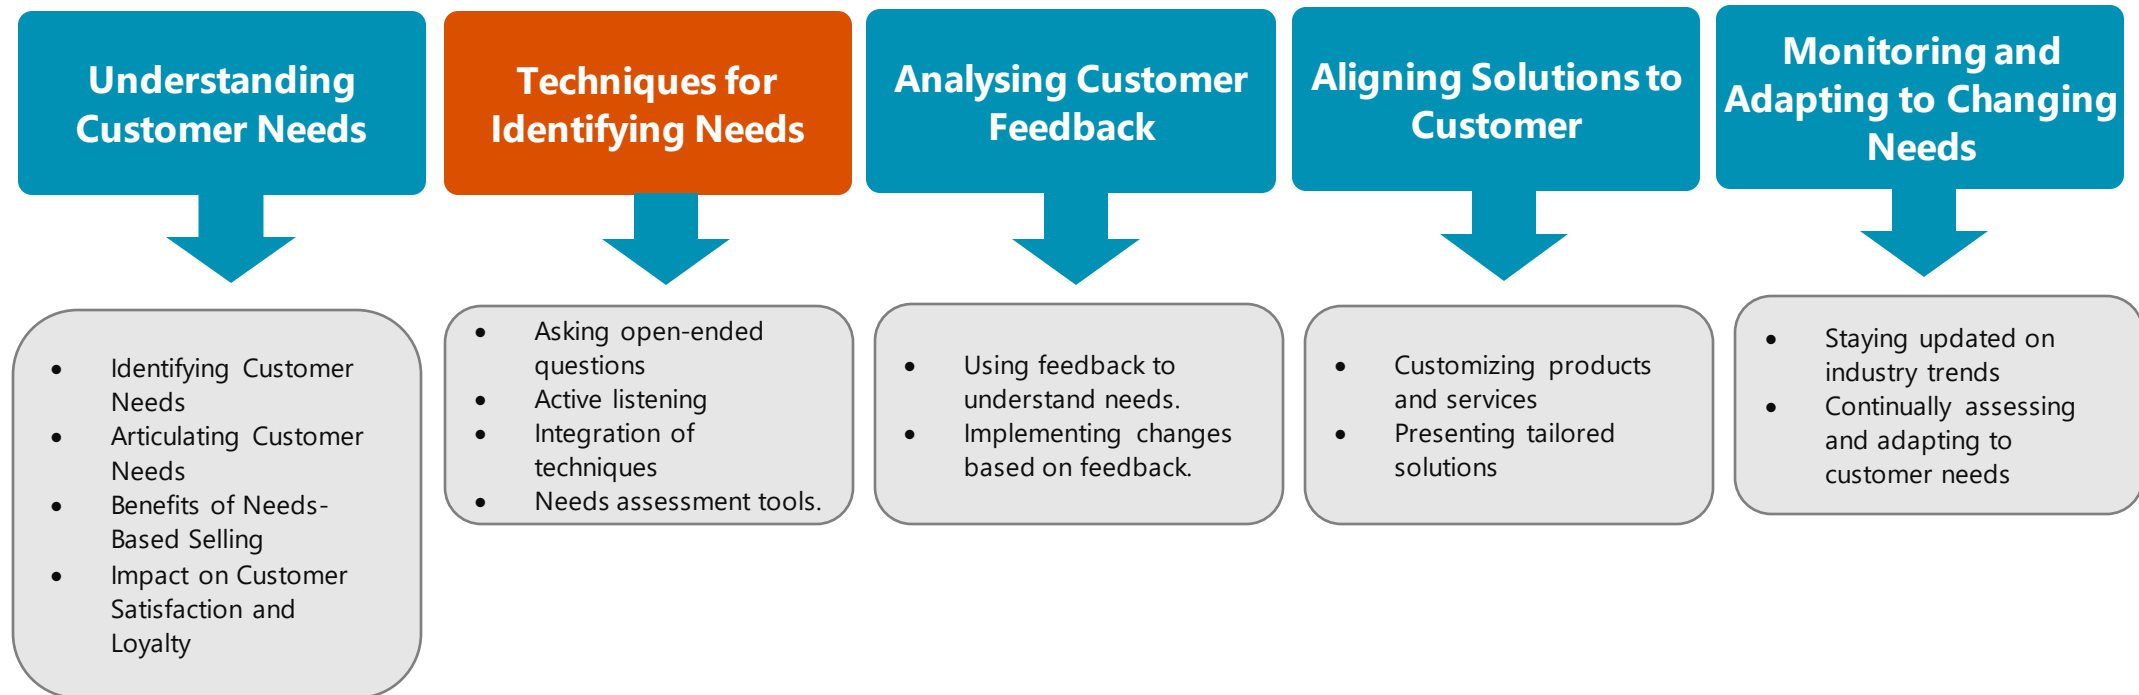 Understanding
Customer Needs
Techniques for
Identifying Needs
Analysing Customer
Feedback
Aligning Solutions to
Customer
Monitoring and
Adapting to Changing
Needs
• Identifying Customer
Needs
• Articulating Customer
Needs
• Benefits of Needs-
Based Selling
• Impact on Customer
Satisfaction and
Loyalty
• Asking open-ended
questions
• Active listening
• Integration of
techniques
• Needs assessment tools.
• Using feedback to
understand needs.
• Implementing changes
based on feedback.
• Customizing products
and services
• Presenting tailored
solutions
• Staying updated on
industry trends
• Continually assessing
and adapting to
customer needs